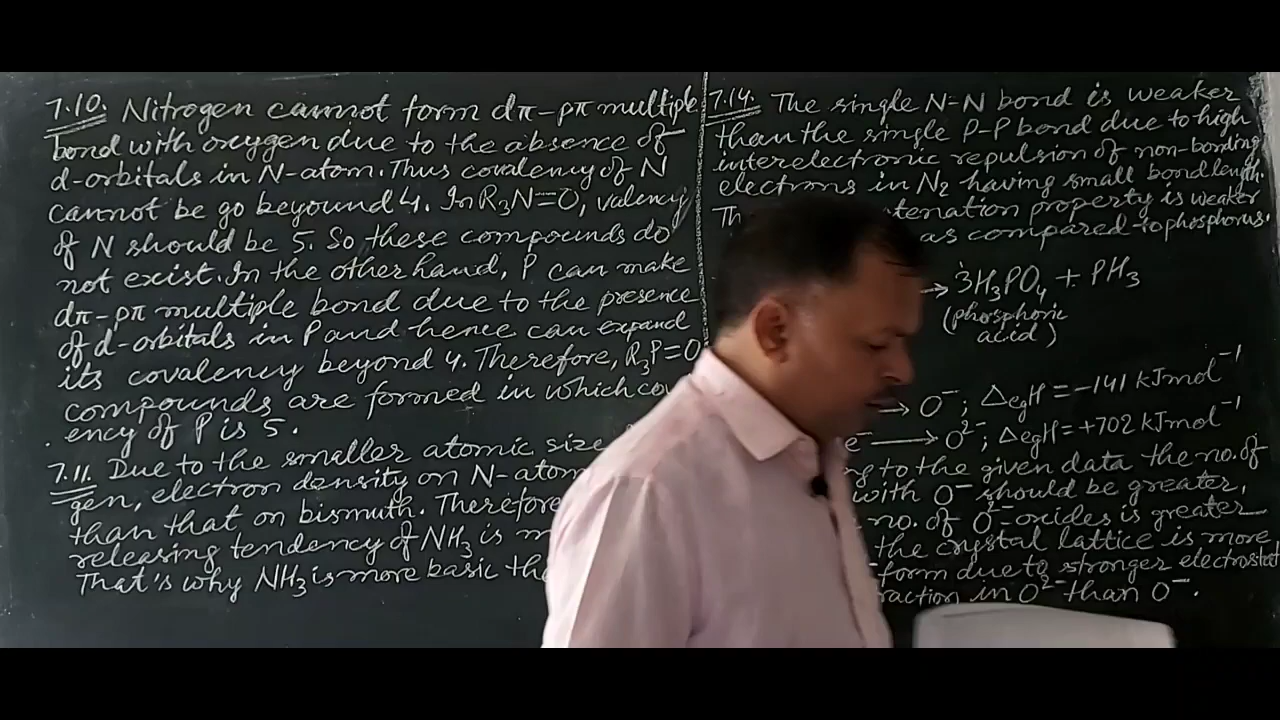 7.10. Nitrogen cannot form dπ-pπ multiple
bond with oxygen due to the absence of
d-orbitals in N-atom. Thus covalency of N
cannot be go beyound 4. In R₃N=O, valency
of N should be 5. So these compounds do
not exist. In the other hand, P can make
dπ-pπ multiple bond due to the presence
of d-orbitals in P and hence can expand
its covalency beyond 4. Therefore, R₃P=O
compounds are formed in which cov
ency of P is 5.
7.11. Due to the smaller atomic size
gen, electron density on N-atom
than that on bismuth. Therefore
releasing tendency of NH₃ is m
That's why NH₃ is more basic th
7.14. The single N-N bond is weaker
than the single P-P bond due to high
interelectronic repulsion of non-bonding
electrons in N₂ having small bond length.
Th tenation property is weaker
as compared to phosphorus.
→ 3H₃PO₄ + PH₃
(phosphoric
acid)
→ O⁻; ΔegH = -141 kJmol⁻¹
e⁻ → O²⁻; ΔegH = +702 kJmol⁻¹
ng to the given data the no. of
with O⁻ should be greater,
no. of O²⁻ oxides is greater
the crystal lattice is more
form due to stronger electrostat
raction in O²⁻ than O⁻.